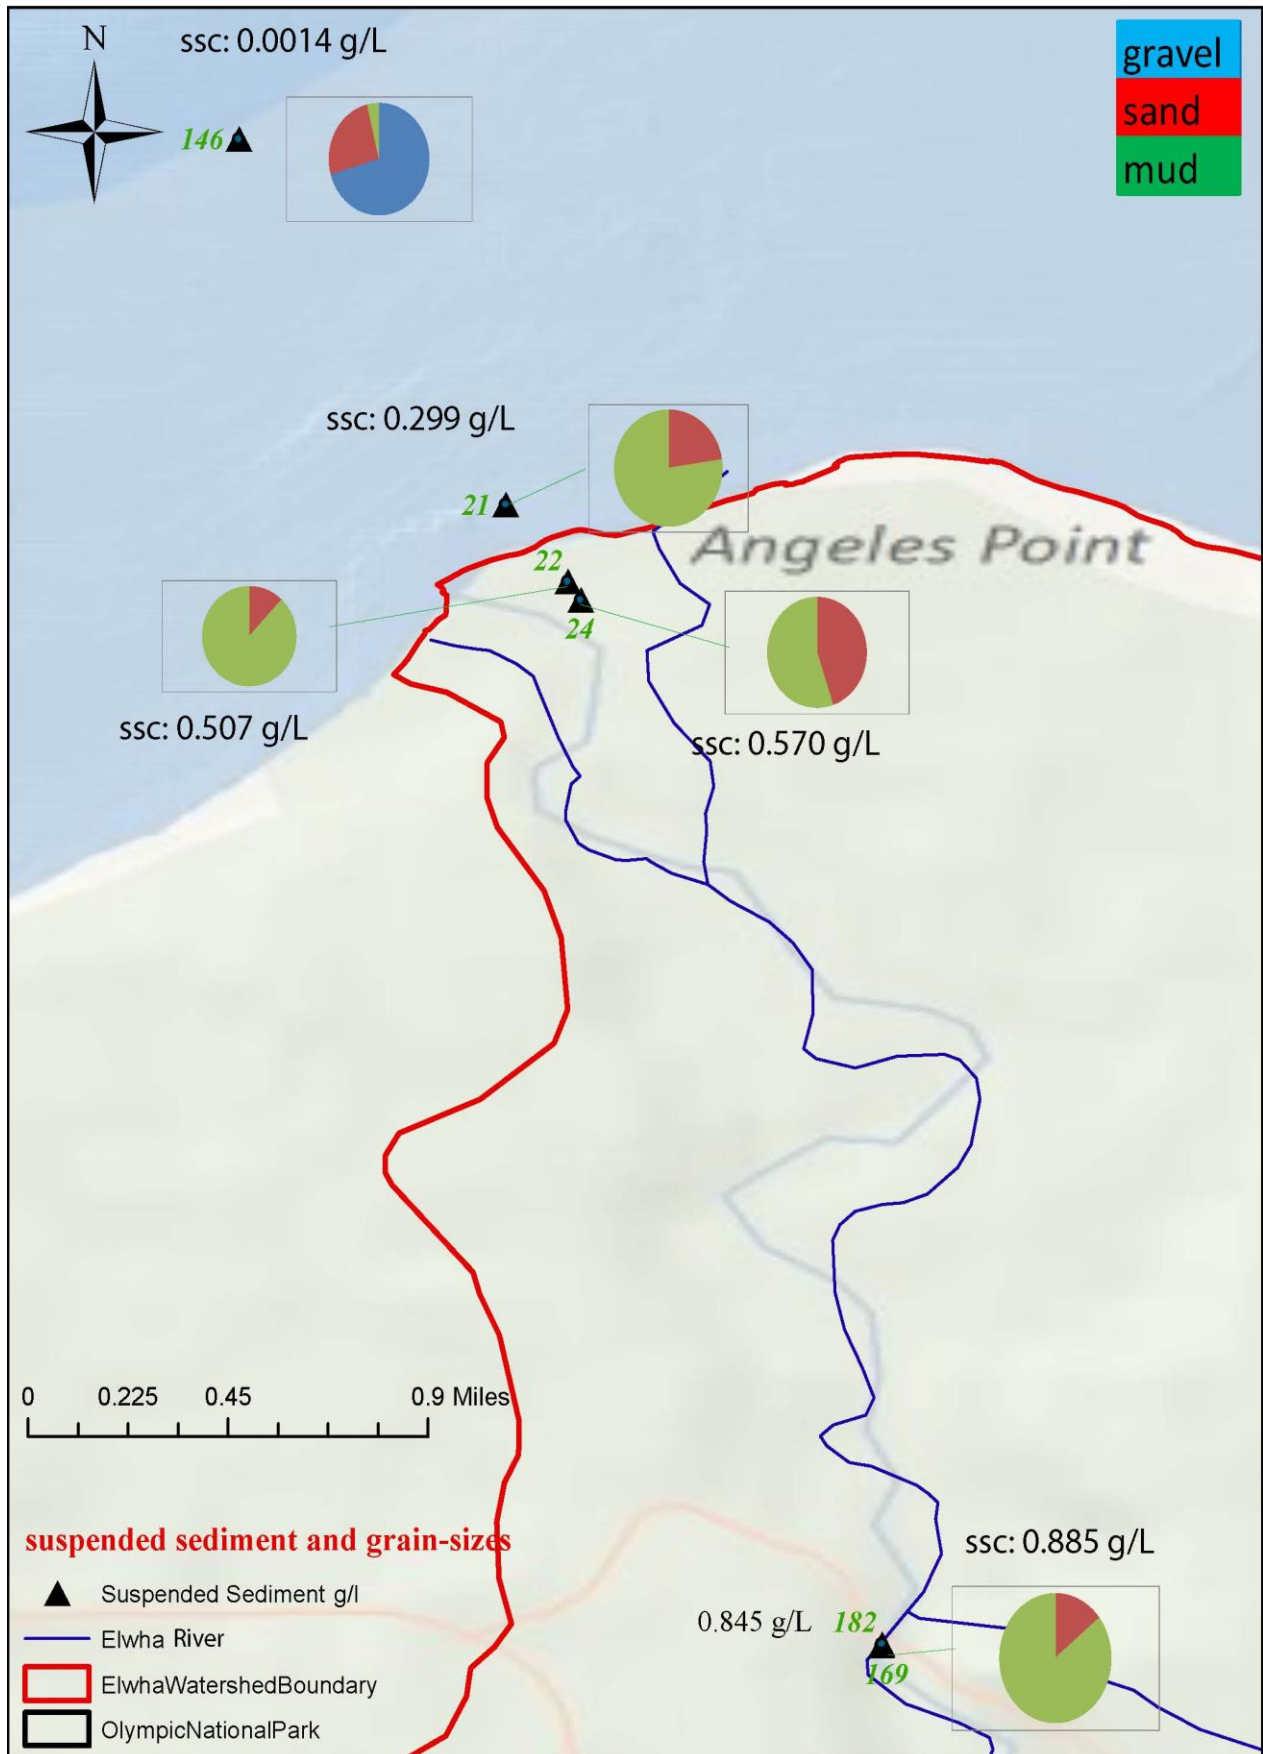 N
ssc: 0.0014 g/L
gravel
sand
mud
146
ssc: 0.299 g/L
21
Angeles Point
22
24
ssc: 0.507 g/L
ssc: 0.570 g/L
0 0.225 0.45 0.9 Miles
suspended sediment and grain-sizes
Suspended Sediment g/l
Elwha River
ElwhaWatershedBoundary
OlympicNationalPark
ssc: 0.885 g/L
0.845 g/L 182
169